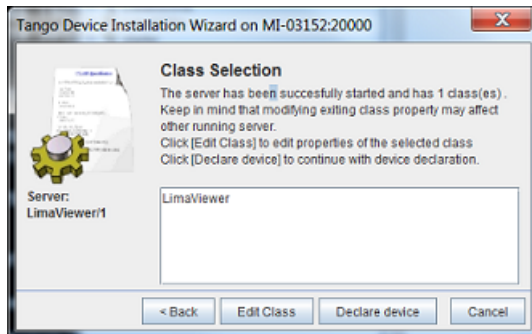 Tango Device Installation Wizard on MI-03152:20000
Class Selection
The server has been succesfully started and has 1 class(es) .
Keep in mind that modifying exiting class property may affect
other running server.
Click [Edit Class] to edit properties of the selected class
Click [Declare device] to continue with device declaration.
Server:
LimaViewer/1
LimaViewer
< Back
Edit Class
Declare device
Cancel